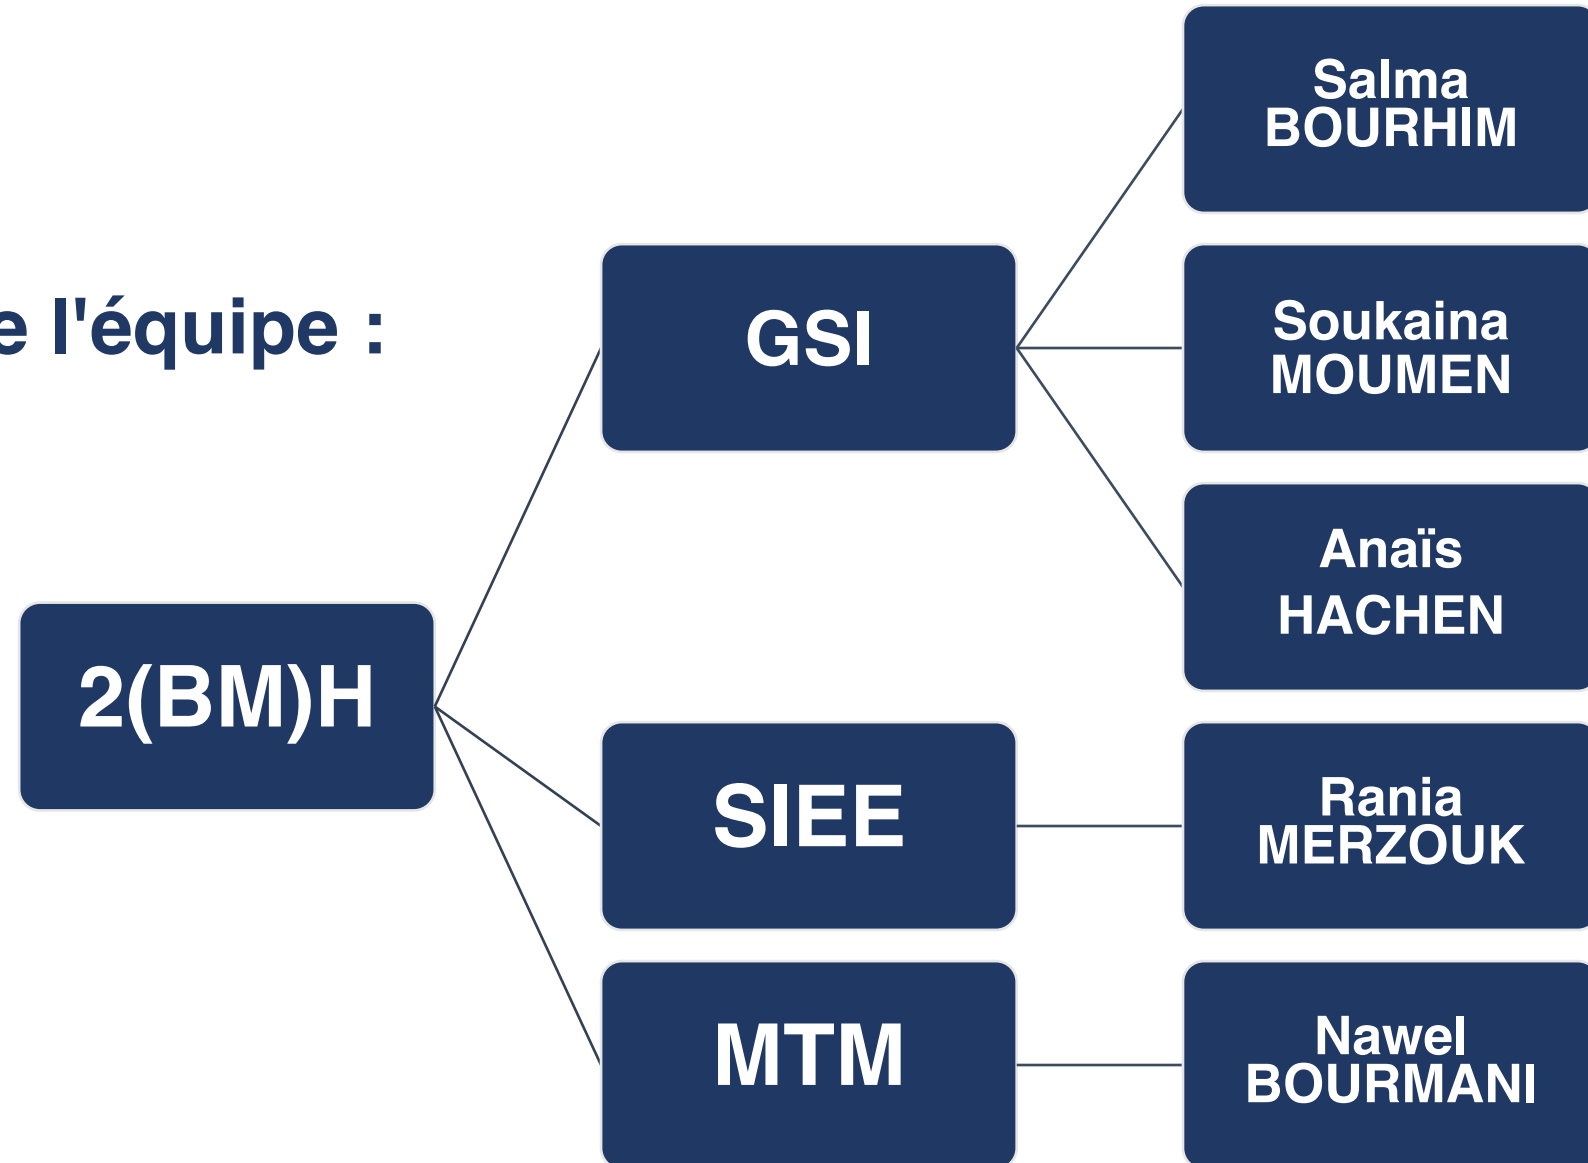 e l'équipe :
2(BM)H
GSI
Salma
BOURHIM
Soukaina
MOUMEN
Anaïs
HACHEN
SIEE
Rania
MERZOUK
MTM
Nawel
BOURMANI